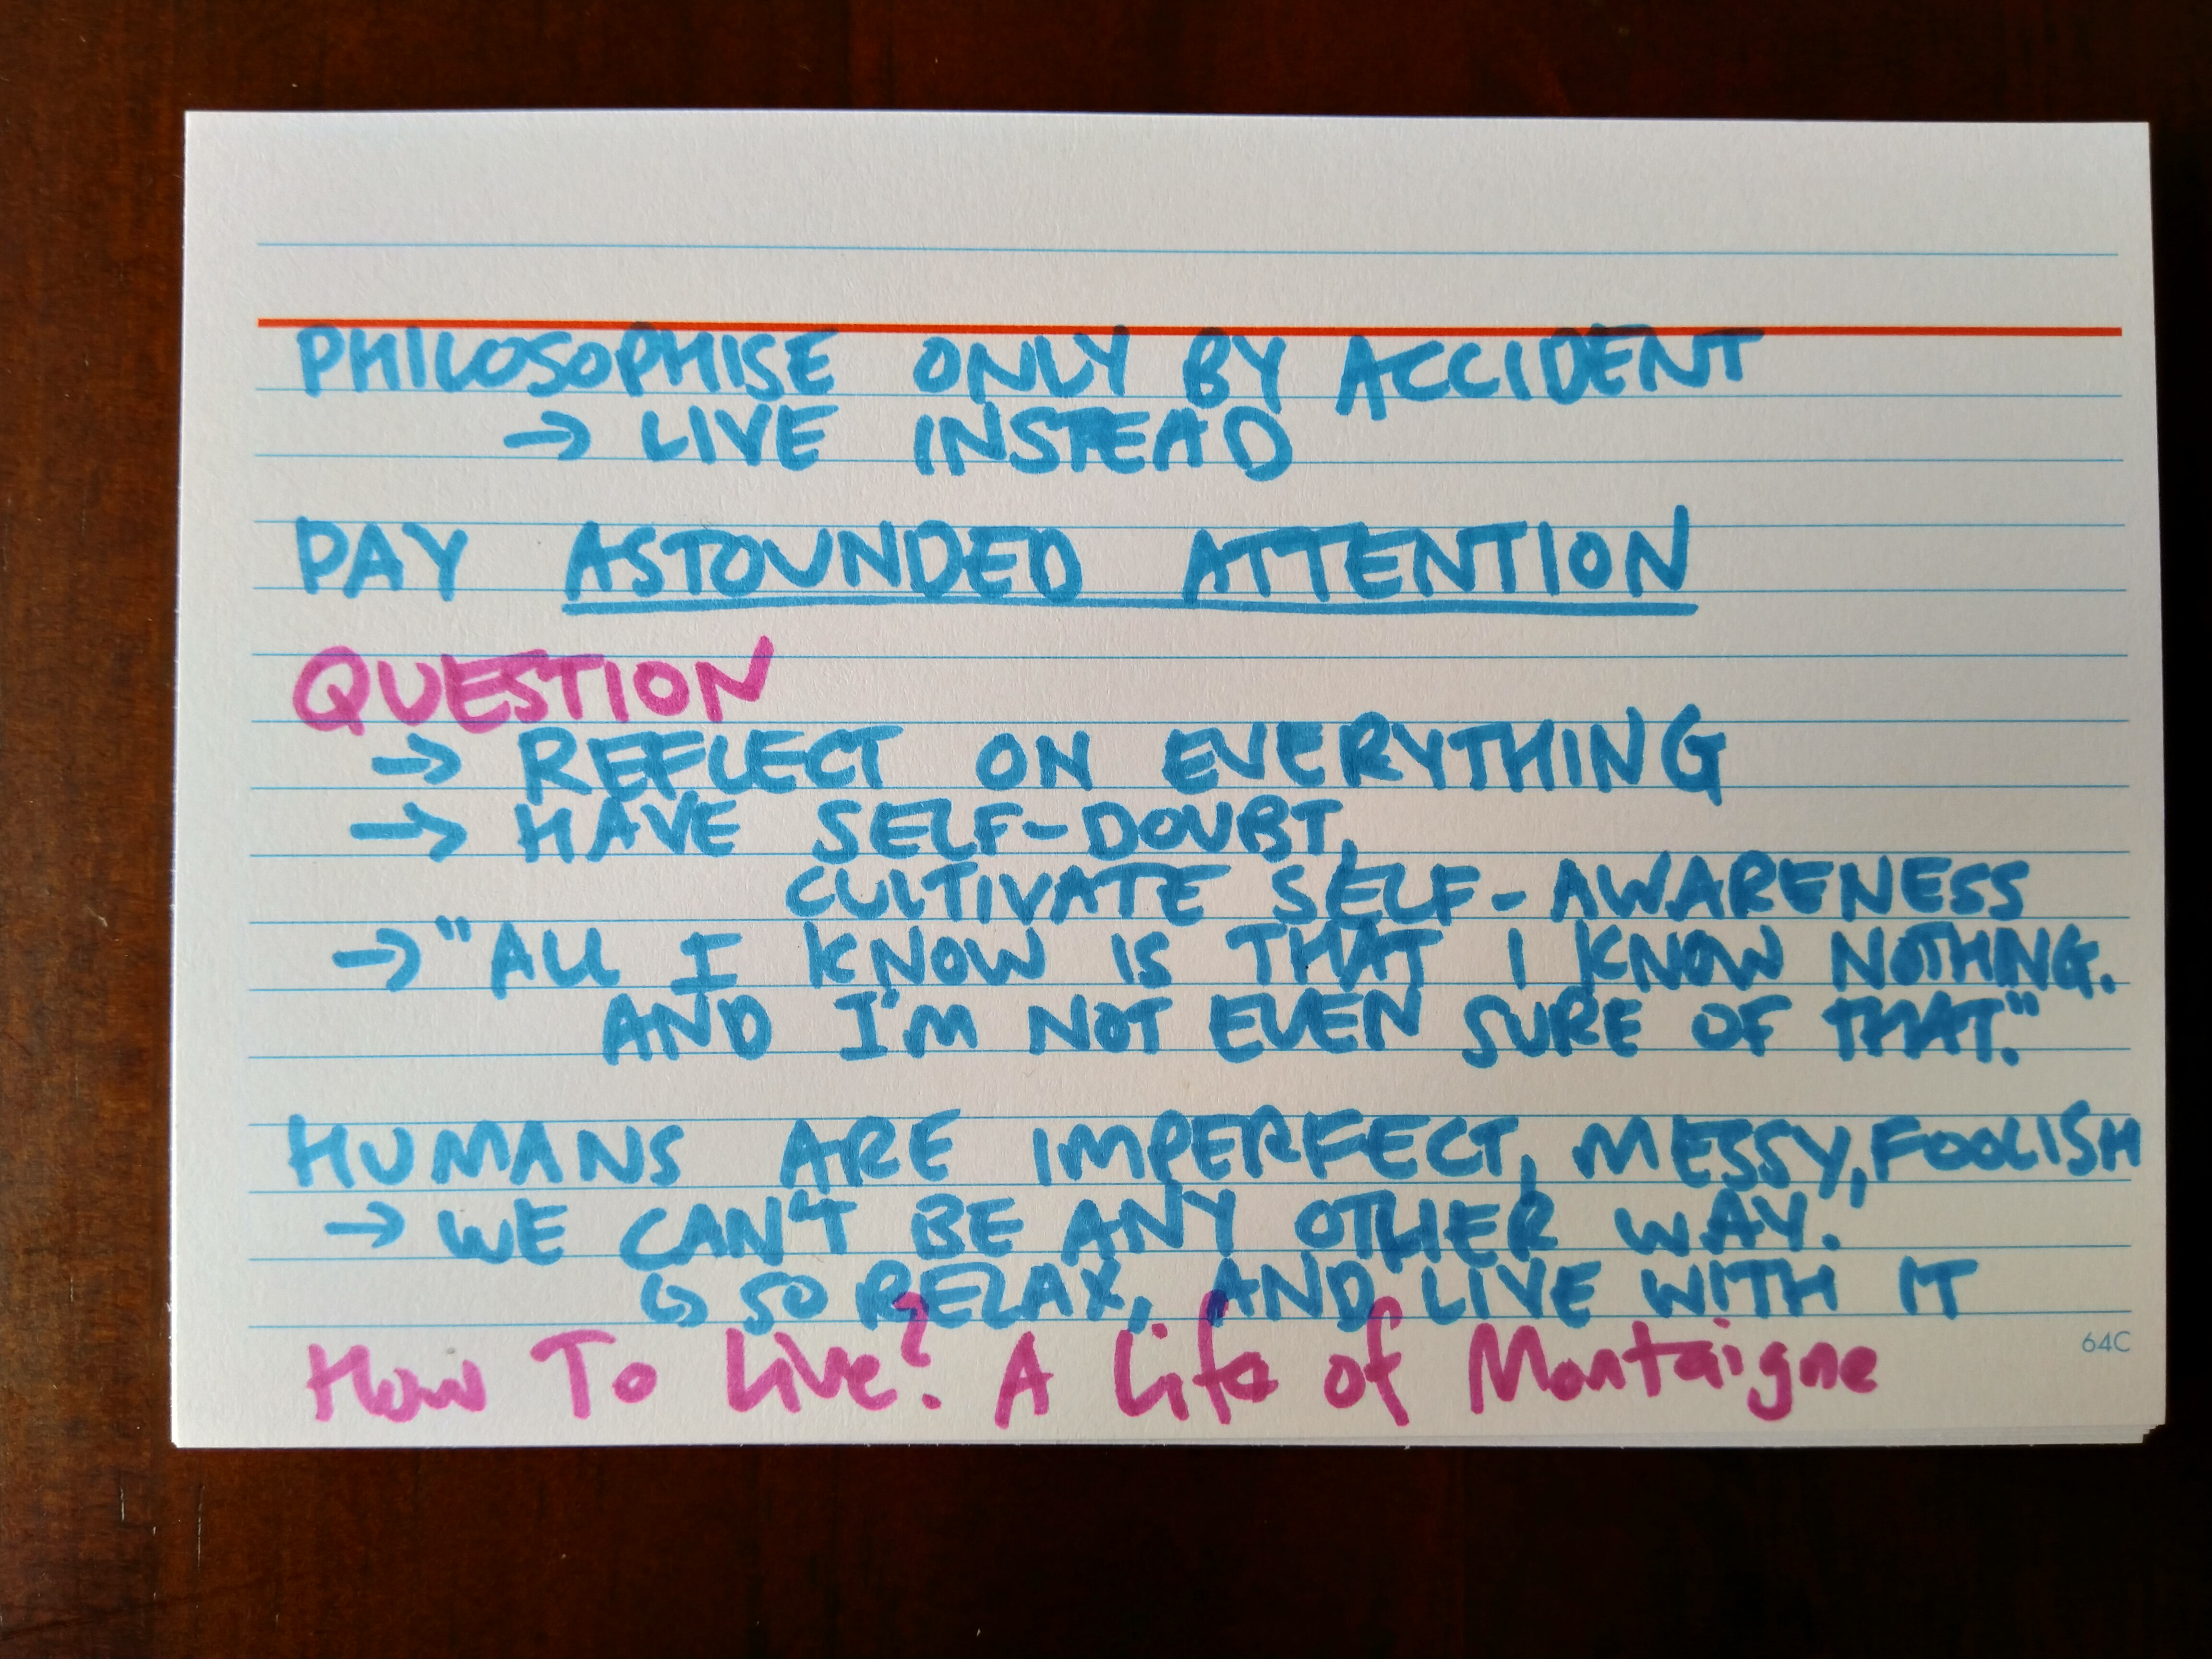 PHILOSOPHISE ONLY BY ACCIDENT
→ LIVE INSTEAD
PAY ASTOUNDED ATTENTION
QUESTION
→ REFLECT ON EVERYTHING
→ HAVE SELF-DOUBT,
CULTIVATE SELF-AWARENESS
→ "ALL I KNOW IS THAT I KNOW NOTHING.
AND I'M NOT EVEN SURE OF THAT."
HUMANS ARE IMPERFECT, MESSY, FOOLISH
→ WE CAN'T BE ANY OTHER WAY.
↳ SO RELAX, AND LIVE WITH IT
64C
How To Live? A Life of Montaigne